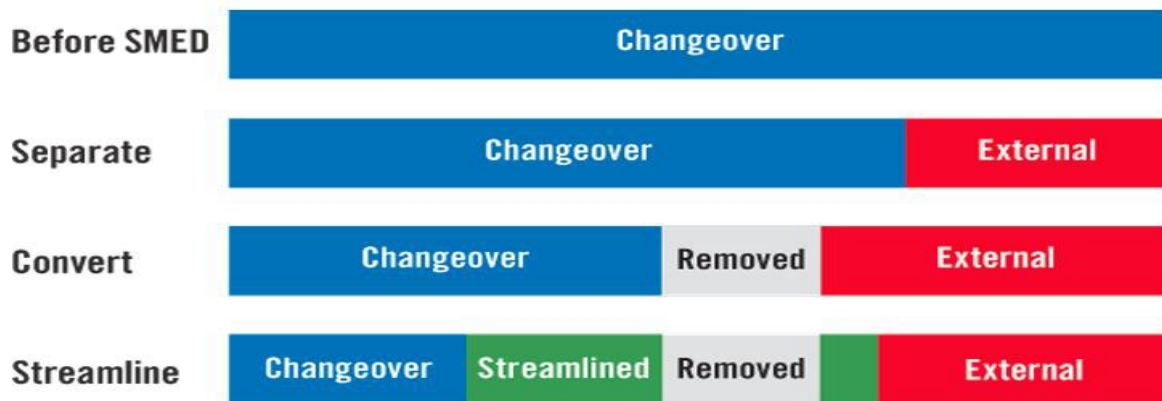 Before SMED Changeover
Separate Changeover External
Convert Changeover Removed External
Streamline Changeover Streamlined Removed External